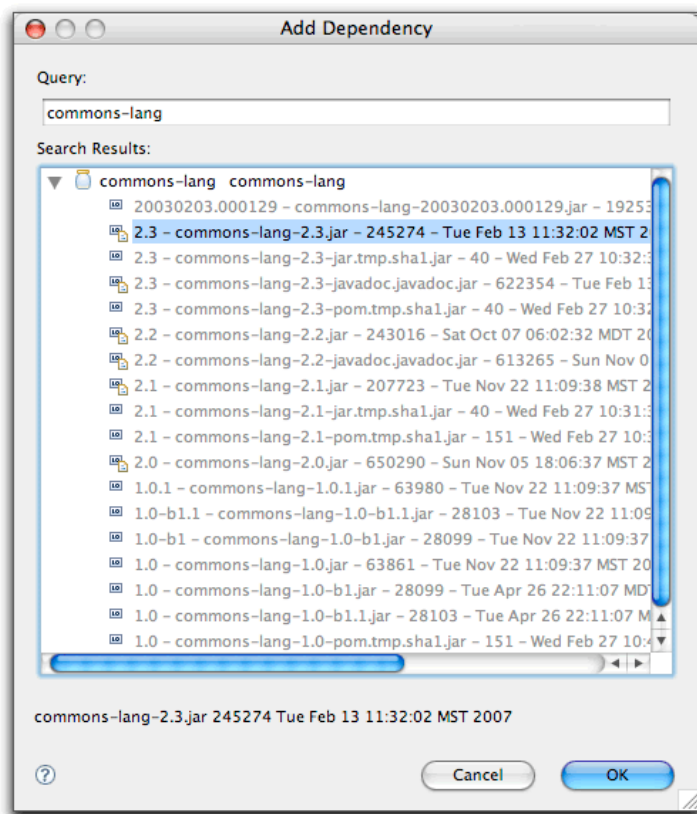 Add Dependency
Query:
commons-lang
Search Results:
commons-lang commons-lang
20030203.000129 – commons-lang-20030203.000129.jar – 19253
2.3 – commons-lang-2.3.jar – 245274 – Tue Feb 13 11:32:02 MST 2
2.3 – commons-lang-2.3-jar.tmp.sha1.jar – 40 – Wed Feb 27 10:32:3
2.3 – commons-lang-2.3-javadoc.javadoc.jar – 622354 – Tue Feb 13
2.3 – commons-lang-2.3-pom.tmp.sha1.jar – 40 – Wed Feb 27 10:32
2.2 – commons-lang-2.2.jar – 243016 – Sat Oct 07 06:02:32 MDT 20
2.2 – commons-lang-2.2-javadoc.javadoc.jar – 613265 – Sun Nov 0
2.1 – commons-lang-2.1.jar – 207723 – Tue Nov 22 11:09:38 MST 2
2.1 – commons-lang-2.1-jar.tmp.sha1.jar – 40 – Wed Feb 27 10:31:3
2.1 – commons-lang-2.1-pom.tmp.sha1.jar – 151 – Wed Feb 27 10:3
2.0 – commons-lang-2.0.jar – 650290 – Sun Nov 05 18:06:37 MST 2
1.0.1 – commons-lang-1.0.1.jar – 63980 – Tue Nov 22 11:09:37 MST
1.0-b1.1 – commons-lang-1.0-b1.1.jar – 28103 – Tue Nov 22 11:09
1.0-b1 – commons-lang-1.0-b1.jar – 28099 – Tue Nov 22 11:09:37
1.0 – commons-lang-1.0.jar – 63861 – Tue Nov 22 11:09:37 MST 20
1.0 – commons-lang-1.0-b1.jar – 28099 – Tue Apr 26 22:11:07 MD
1.0 – commons-lang-1.0-b1.1.jar – 28103 – Tue Apr 26 22:11:07 M
1.0 – commons-lang-1.0-pom.tmp.sha1.jar – 151 – Wed Feb 27 10:4
commons-lang-2.3.jar 245274 Tue Feb 13 11:32:02 MST 2007
? Cancel OK